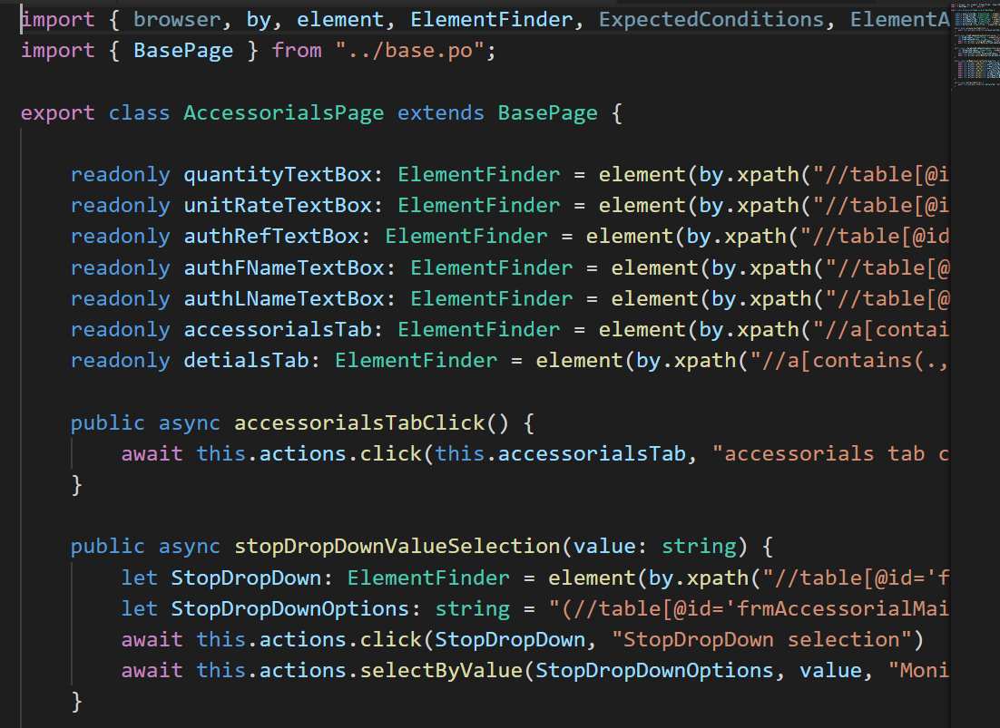 import { browser, by, element, ElementFinder, ExpectedConditions, ElementA
import { BasePage } from "../base.po";
export class AccessorialsPage extends BasePage {
readonly quantityTextBox: ElementFinder = element(by.xpath("//table[@i
readonly unitRateTextBox: ElementFinder = element(by.xpath("//table[@i
readonly authRefTextBox: ElementFinder = element(by.xpath("//table[@id
readonly authFNameTextBox: ElementFinder = element(by.xpath("//table[@
readonly authLNameTextBox: ElementFinder = element(by.xpath("//table[@
readonly accessorialsTab: ElementFinder = element(by.xpath("//a[contai
readonly detialsTab: ElementFinder = element(by.xpath("//a[contains(.,
public async accessorialsTabClick() {
await this.actions.click(this.accessorialsTab, "accessorials tab c
}
public async stopDropDownValueSelection(value: string) {
let StopDropDown: ElementFinder = element(by.xpath("//table[@id='f
let StopDropDownOptions: string = "(//table[@id='frmAccessorialMai
await this.actions.click(StopDropDown, "StopDropDown selection")
await this.actions.selectByValue(StopDropDownOptions, value, "Moni
}